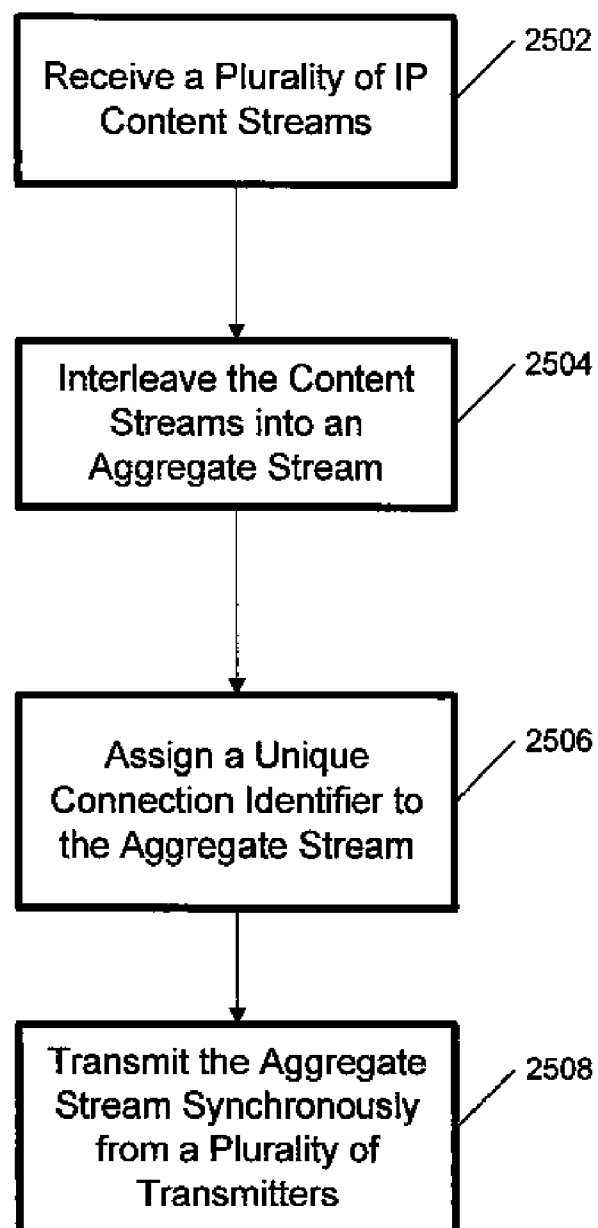 Receive a Plurality of IP
Content Streams
2502
Interleave the Content
Streams into an
Aggregate Stream
2504
Assign a Unique
Connection Identifier to
the Aggregate Stream
2506
Transmit the Aggregate
Stream Synchronously
from a Plurality of
Transmitters
2508